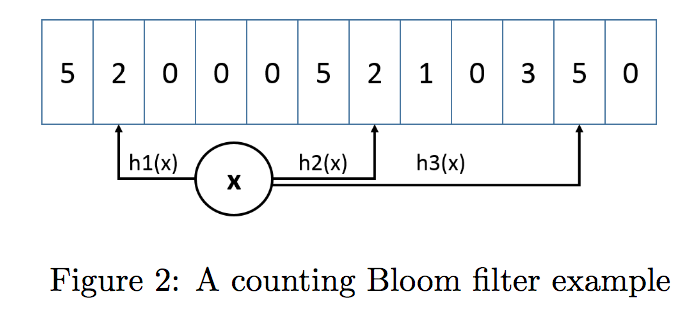 5 2 0 0 0 5 2 1 0 3 5 0
h1(x) h2(x) h3(x)
x
Figure 2: A counting Bloom filter example